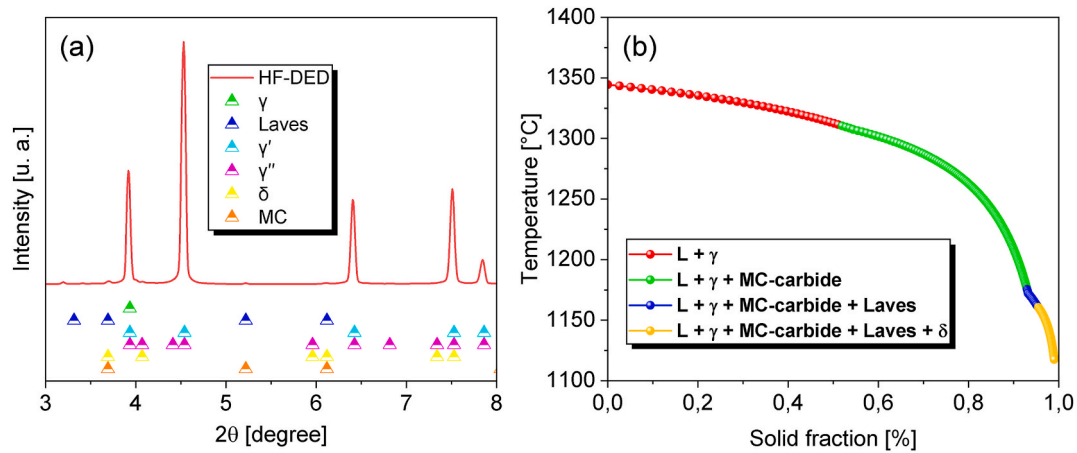 (a)
HF-DED
γ
Laves
γ′
γ″
δ
MC
Intensity [u. a.]
3 4 5 6 7 8
2θ [degree]
(b)
1400
1350
1300
1250
1200
1150
1100
Temperature [°C]
L + γ
L + γ + MC-carbide
L + γ + MC-carbide + Laves
L + γ + MC-carbide + Laves + δ
0,0 0,2 0,4 0,6 0,8 1,0
Solid fraction [%]